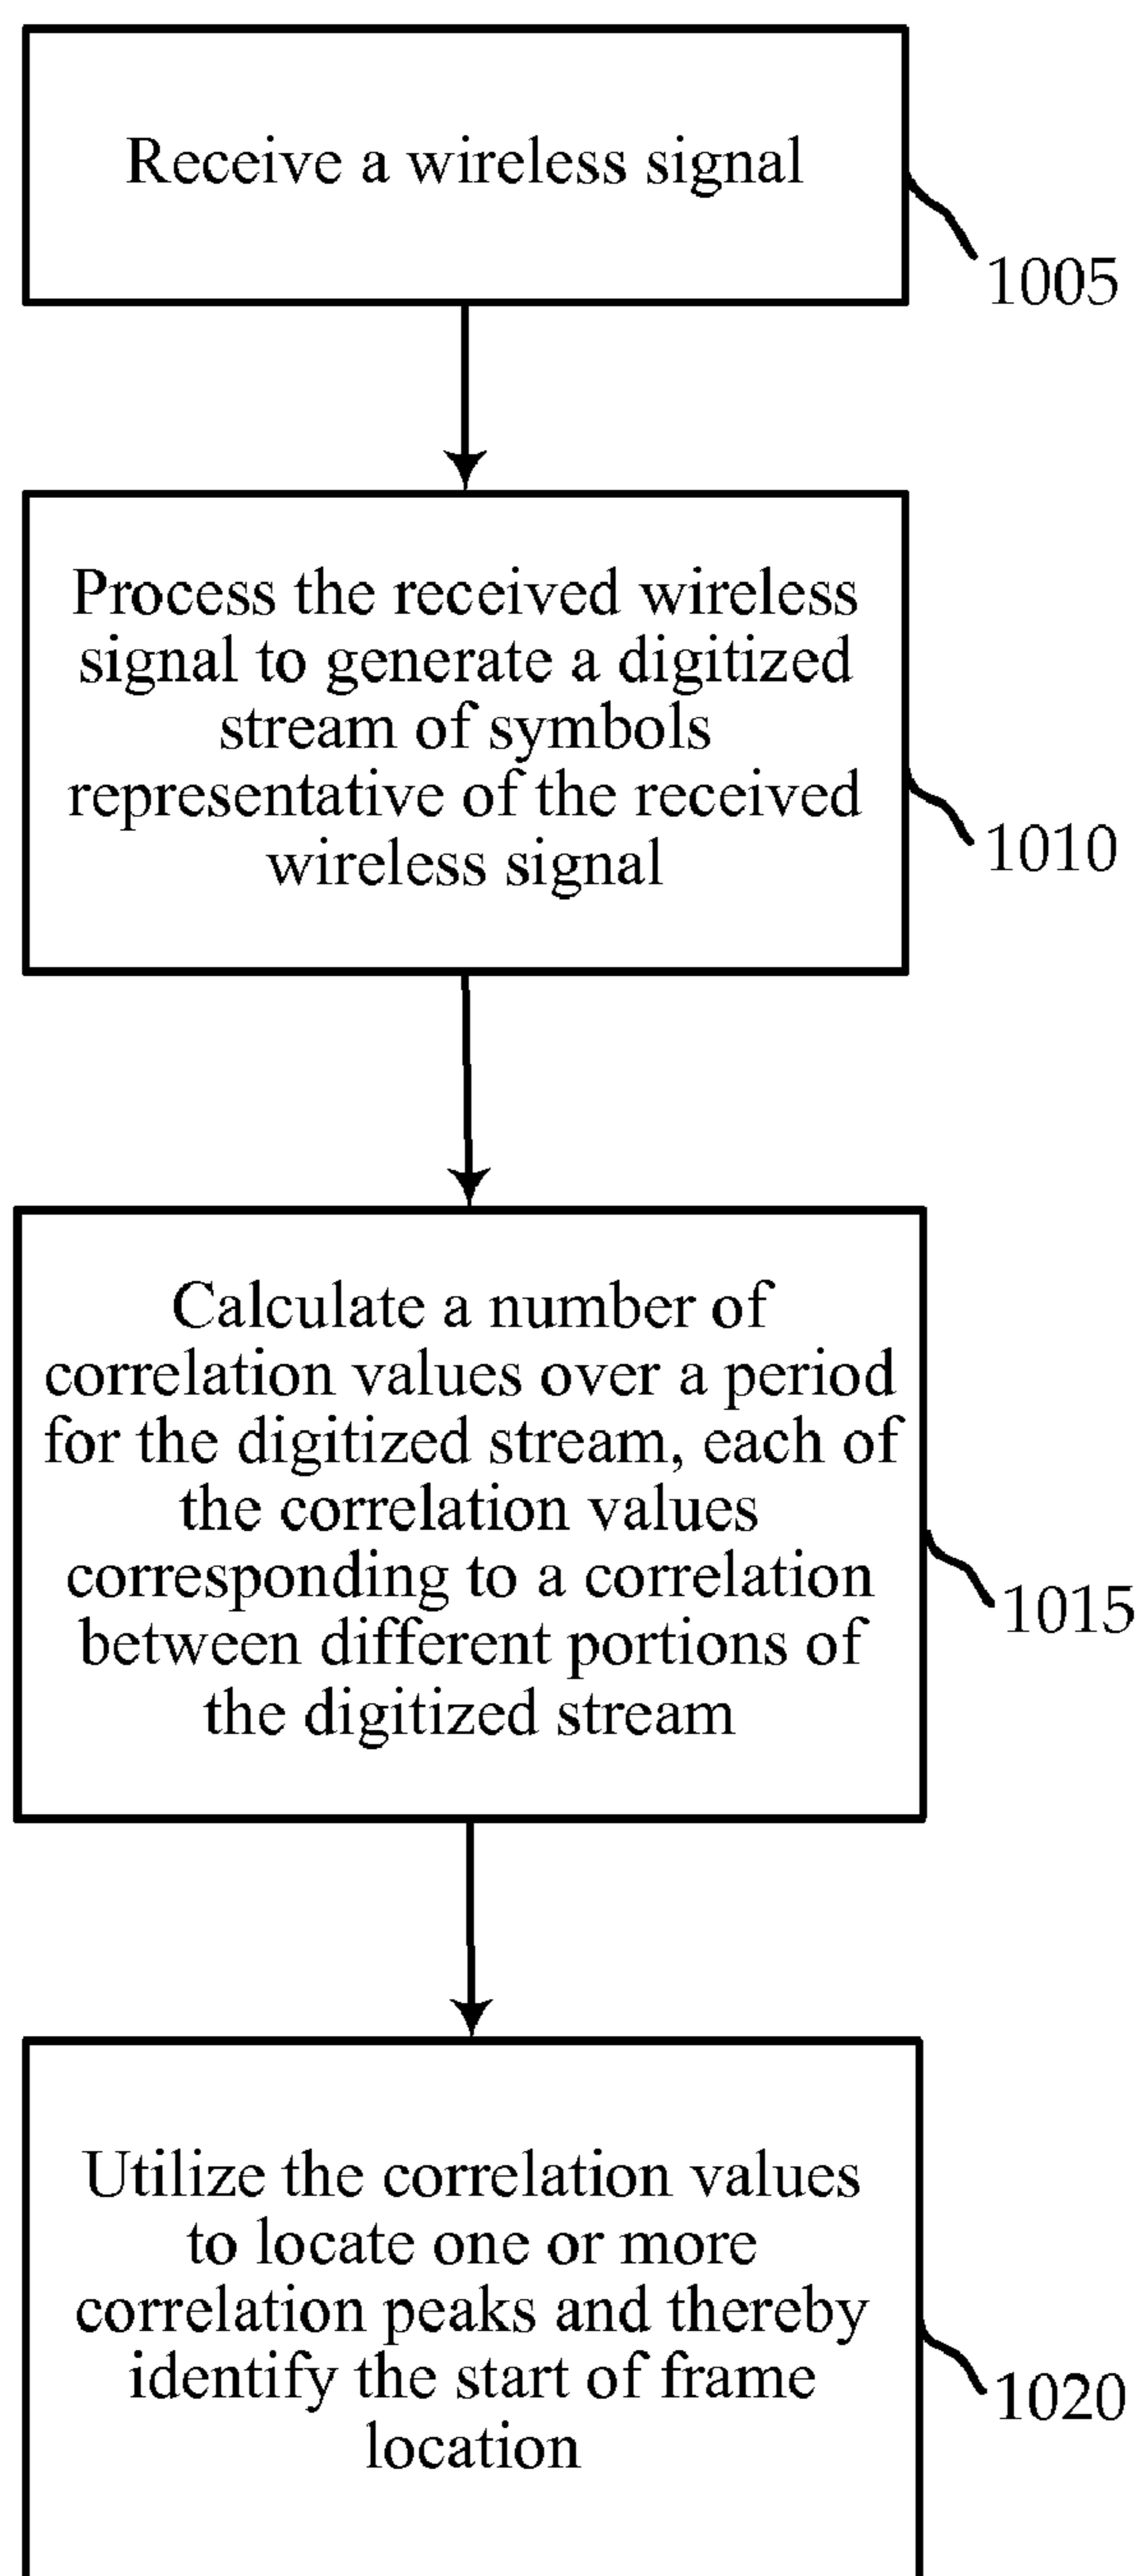 Receive a wireless signal
1005
Process the received wireless
signal to generate a digitized
stream of symbols
representative of the received
wireless signal
1010
Calculate a number of
correlation values over a period
for the digitized stream, each of
the correlation values
corresponding to a correlation
between different portions of
the digitized stream
1015
Utilize the correlation values
to locate one or more
correlation peaks and thereby
identify the start of frame
location
1020